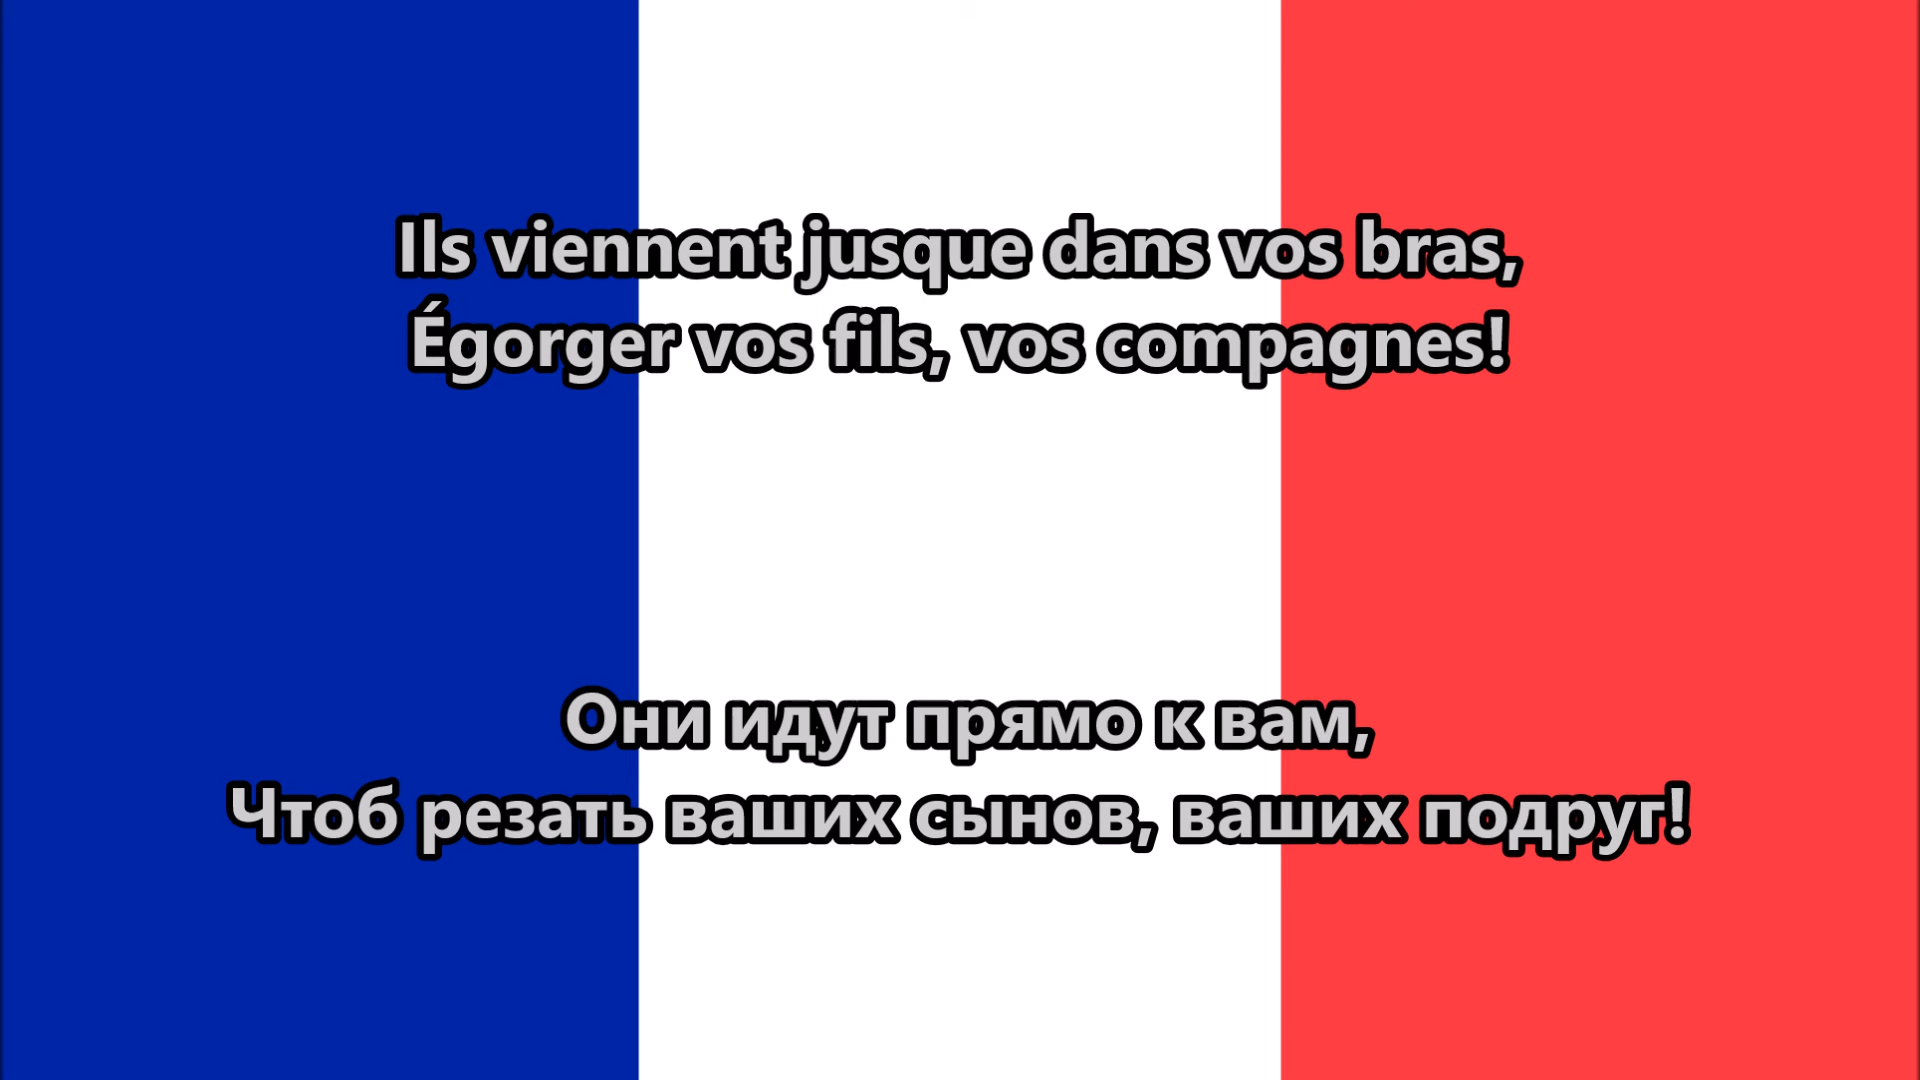 Ils viennent jusque dans vos bras,
Égorger vos fils, vos compagnes!
Они идут прямо к вам,
Чтоб резать ваших сынов, ваших подруг!